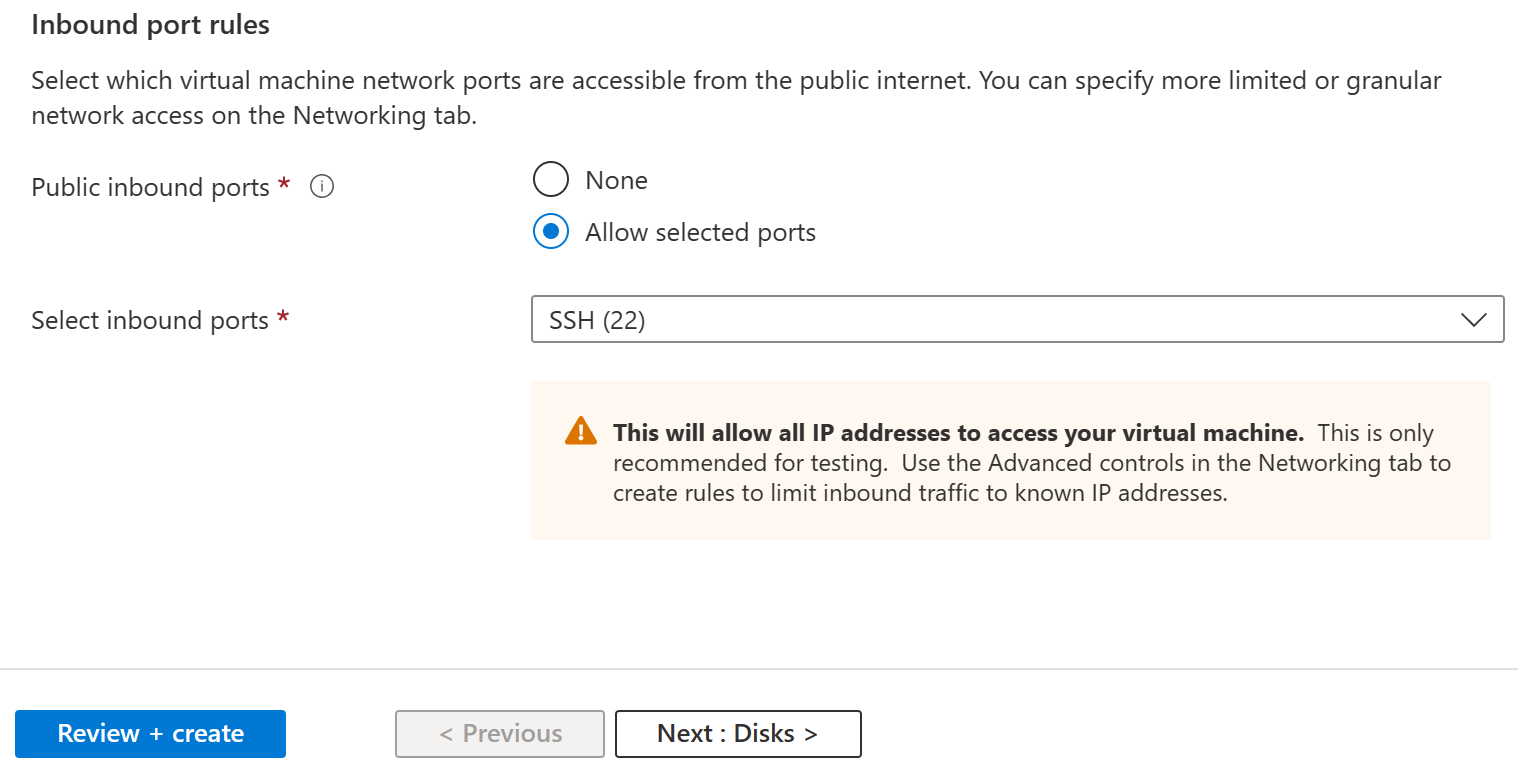 Inbound port rules
Select which virtual machine network ports are accessible from the public internet. You can specify more limited or granular
network access on the Networking tab.
Public inbound ports *
None
Allow selected ports
Select inbound ports *
SSH (22)
This will allow all IP addresses to access your virtual machine. This is only
recommended for testing. Use the Advanced controls in the Networking tab to
create rules to limit inbound traffic to known IP addresses.
Review + create
< Previous
Next : Disks >